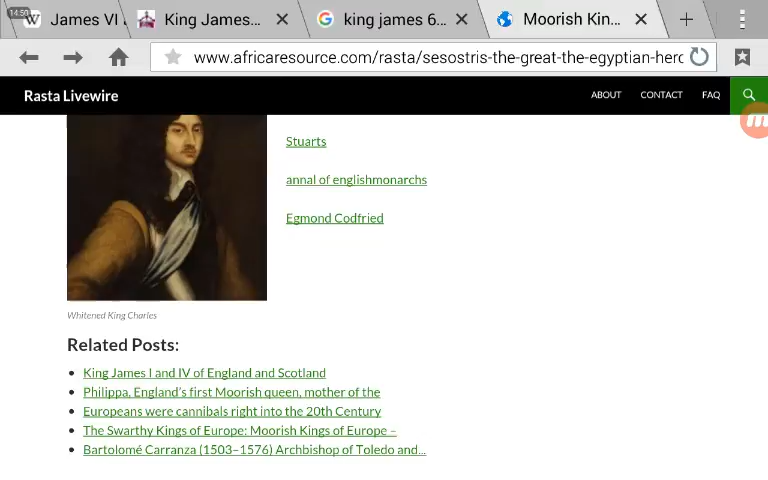 14:50
W James VI
King James...
king james 6...
Moorish Kin...
www.africaresource.com/rasta/sesostris-the-great-the-egyptian-herc
Rasta Livewire
ABOUT CONTACT FAQ
Stuarts
annal of englishmonarchs
Egmond Codfried
Whitened King Charles
Related Posts:
King James I and IV of England and Scotland
Philippa, England's first Moorish queen, mother of the
Europeans were cannibals right into the 20th Century
The Swarthy Kings of Europe: Moorish Kings of Europe –
Bartolomé Carranza (1503–1576) Archbishop of Toledo and...